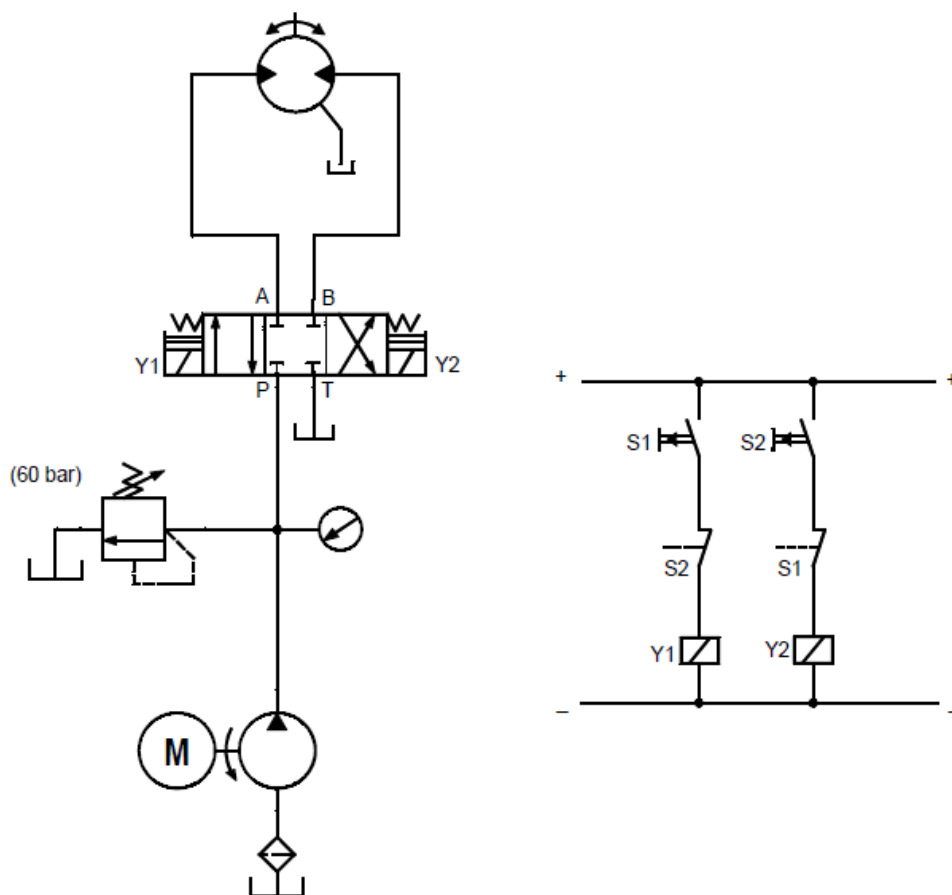 A B
Y1 Y2
P T
(60 bar)
M
+ +
S1 S2
S2 S1
Y1 Y2
– –